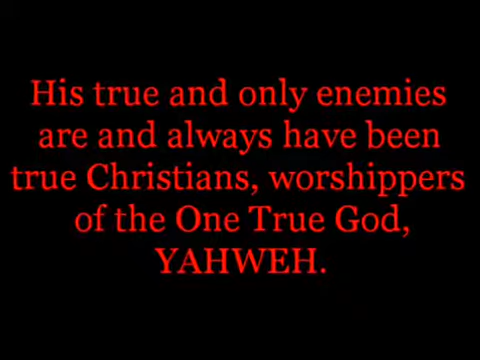 His true and only enemies
are and always have been
true Christians, worshippers
of the One True God,
YAHWEH.